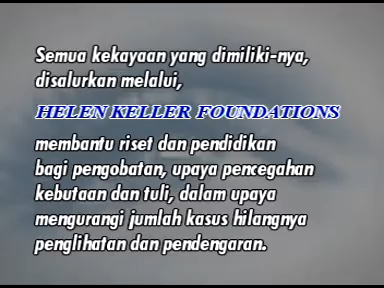 Semua kekayaan yang dimiliki-nya,
disalurkan melalui,
HELEN KELLER FOUNDATIONS
membantu riset dan pendidikan
bagi pengobatan, upaya pencegahan
kebutaan dan tuli, dalam upaya
mengurangi jumlah kasus hilangnya
penglihatan dan pendengaran.